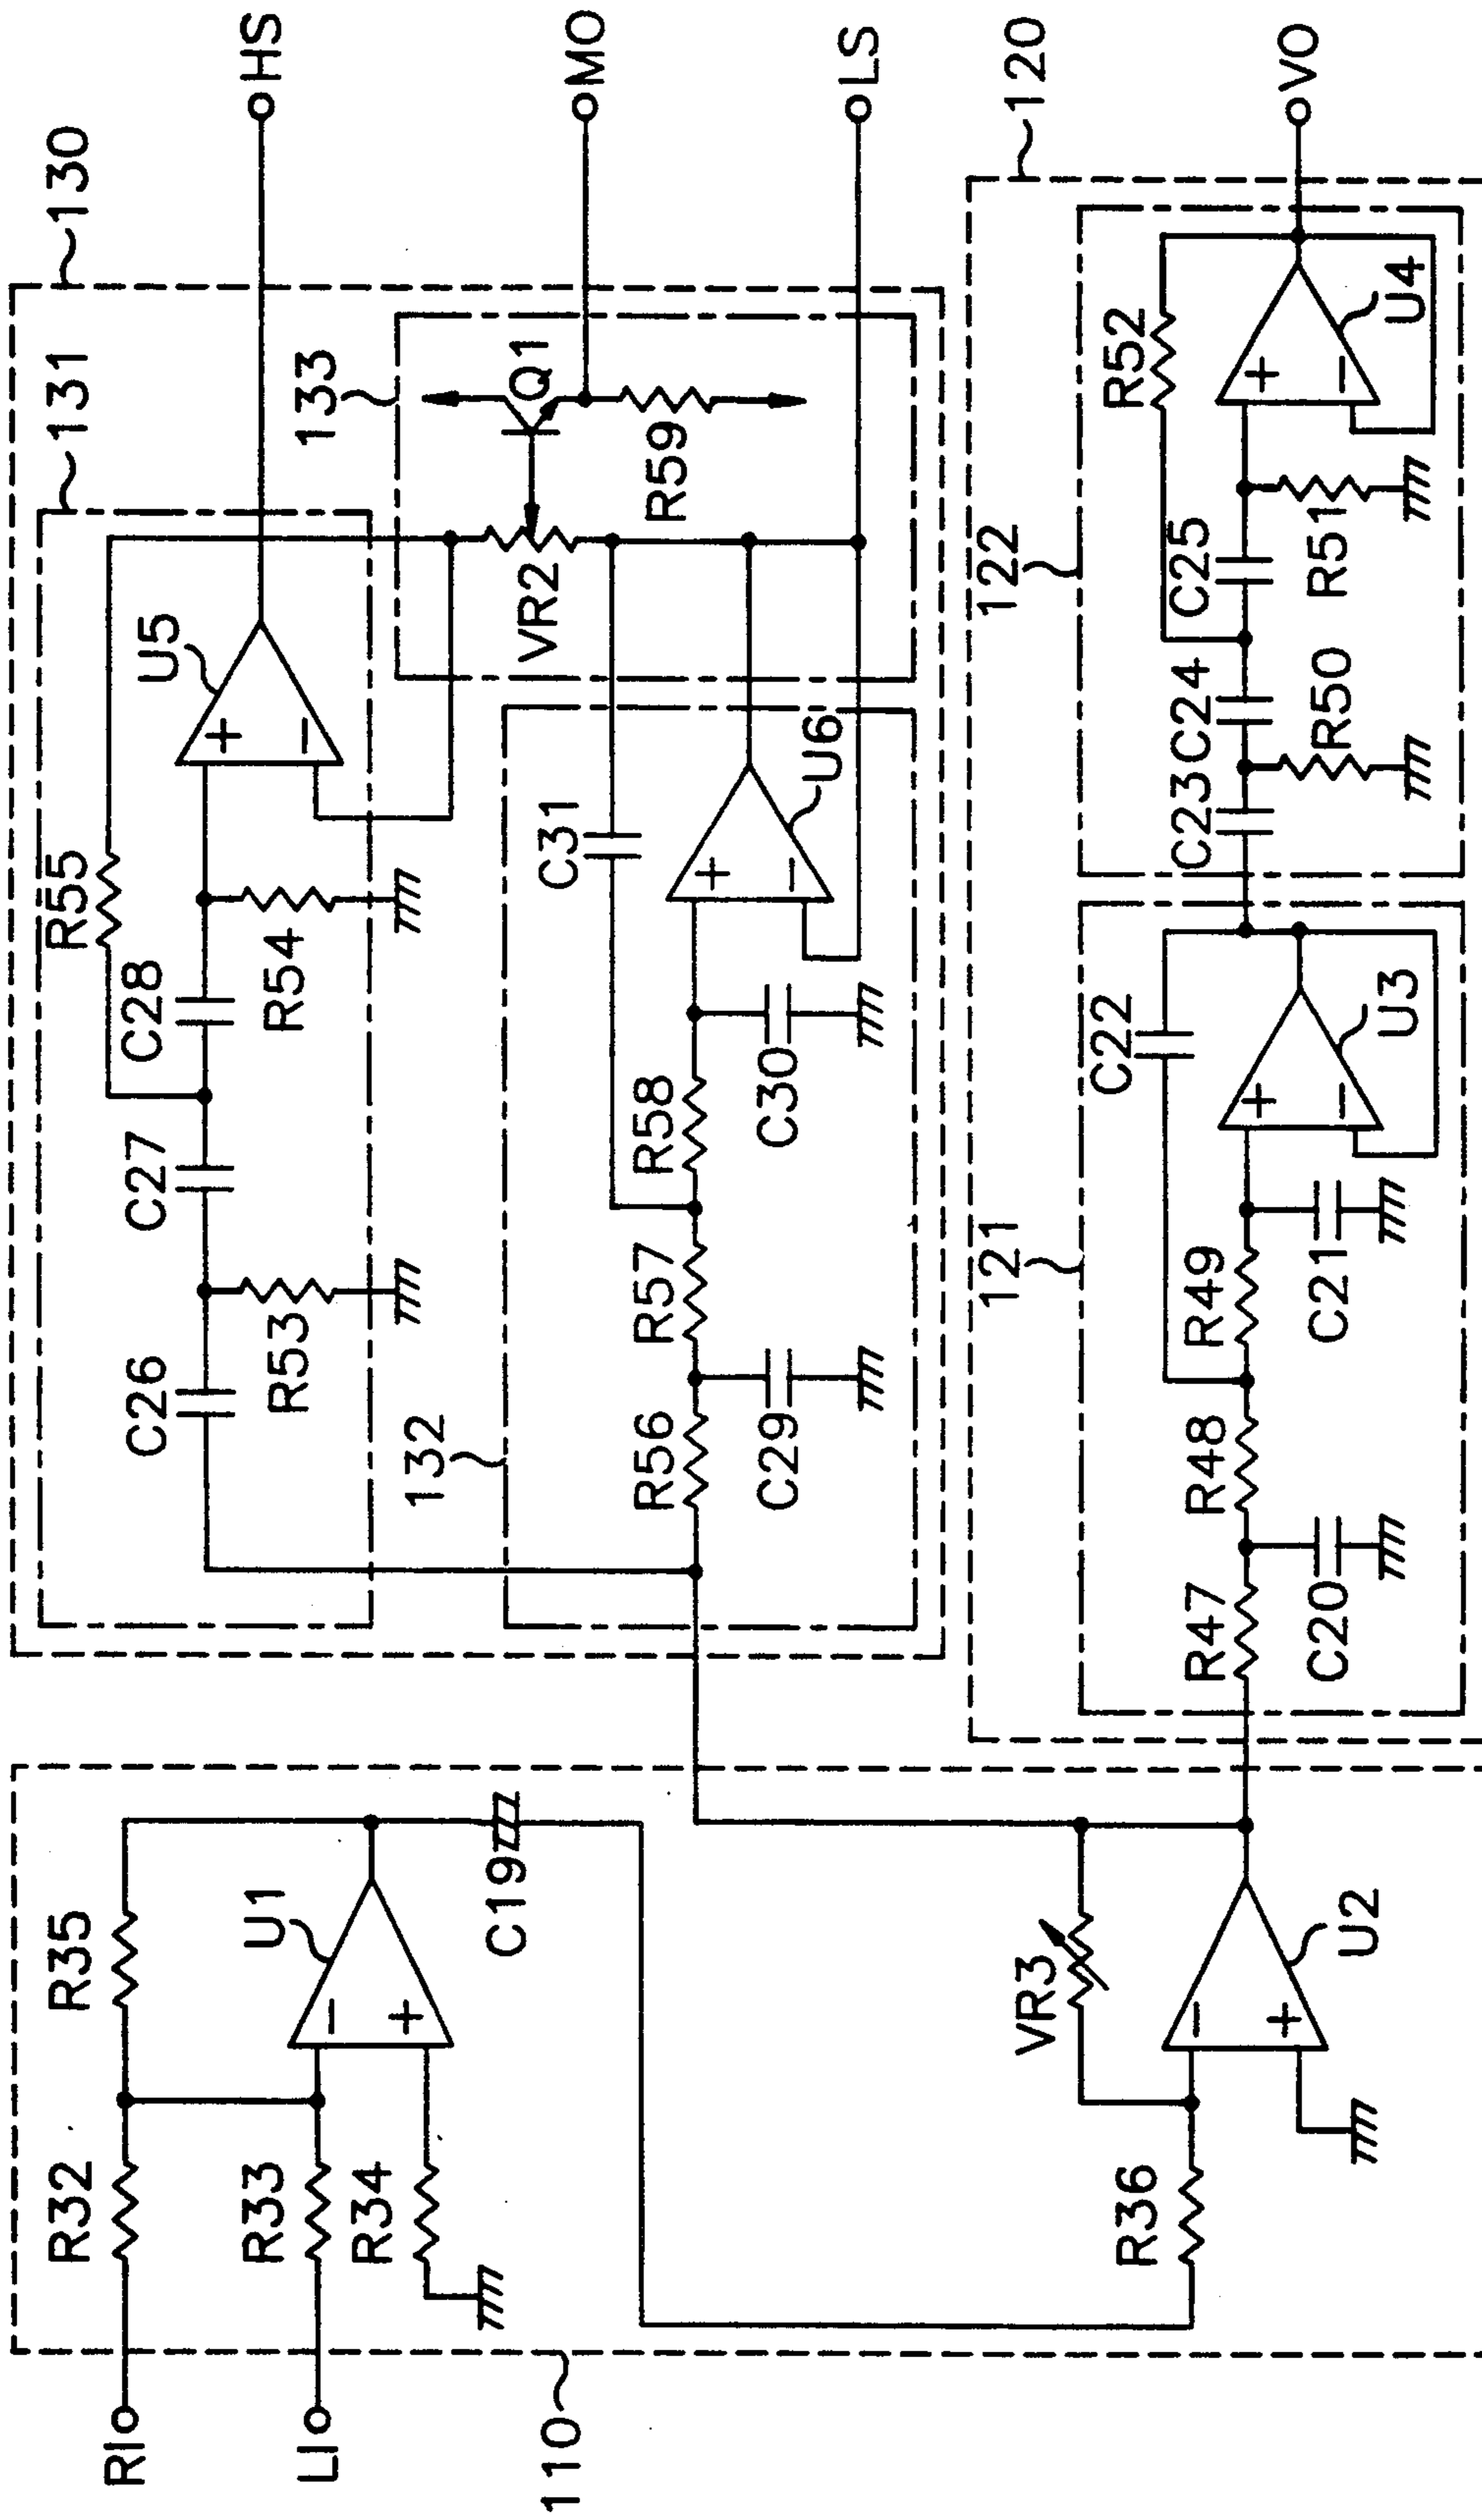 RI
LI
110
R32
R33
R34
R35
U1
−
+
C19
R36
VR3
U2
−
+
130
131
C26
R53
C27
C28
R54
R55
U5
+
−
HS
132
R56
C29
R57
R58
C30
C31
U6
+
−
133
VR2
Q1
R59
MO
LS
120
121
R47
C20
R48
R49
C21
C22
U3
+
−
122
C23
R50
C24
C25
R51
R52
U4
+
−
VO